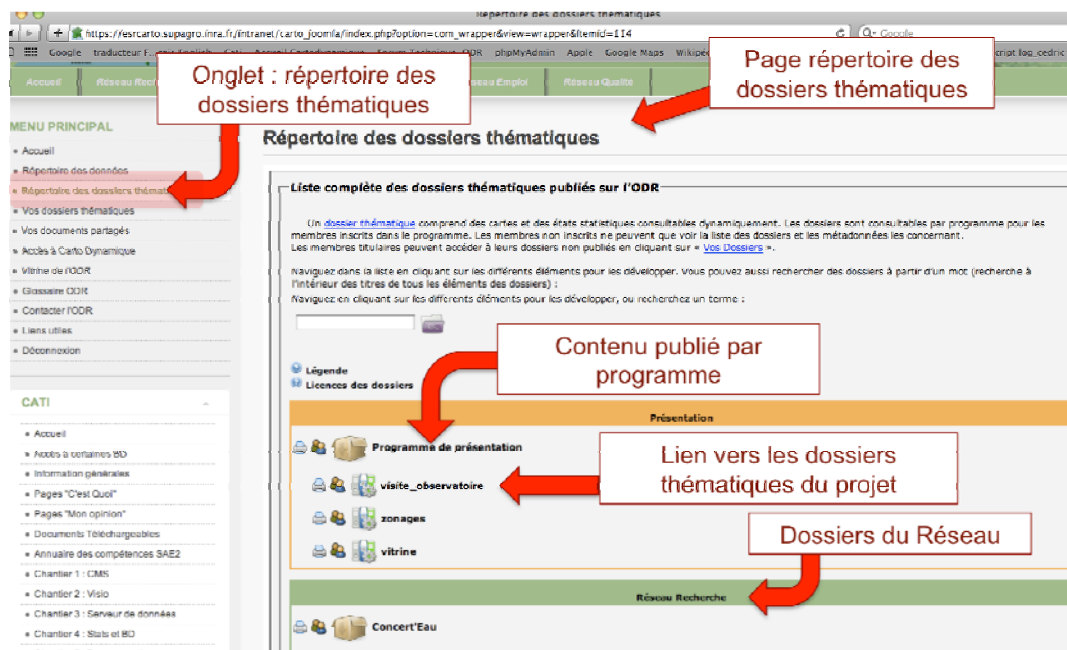 Répertoire des dossiers thématiques
https://esrcarto.supagro.inra.fr/intranet/carto_joomla/index.php?option=com_wrapper&view=wrapper&Itemid=114
Google
Google traducteur phpMyAdmin Apple Google Maps
Accueil Réseau Emploi Réseau Qualité
Onglet : répertoire des
dossiers thématiques
Page répertoire des
dossiers thématiques
MENU PRINCIPAL
Accueil
Répertoire des données
Répertoire des dossiers
Vos dossiers thématiques
Vos documents partagés
Accès à Carto Dynamique
Vitrine de l'ODR
Glossaire ODR
Contacter l'ODR
Liens utiles
Déconnexion
CATI
Accueil
Accès à certaines BD
Information générales
Pages "C'est Quoi"
Pages "Mon opinion"
Documents Téléchargeables
Annuaire des compétences SAE2
Chantier 1 : CMS
Chantier 2 : Visio
Chantier 3 : Serveur de données
Chantier 4 : Stats et BD
Répertoire des dossiers thématiques
Liste complète des dossiers thématiques publiés sur l'ODR
Un dossier thématique comprend des cartes et des états statistiques consultables dynamiquement. Les dossiers sont consultables par programme pour les
membres inscrits dans le programme. Les membres non inscrits ne peuvent que voir la liste des dossiers et les métadonnées les concernant.
Les membres titulaires peuvent accéder à leurs dossiers non publiés en cliquant sur « Vos Dossiers ».
Naviguez dans la liste en cliquant sur les différents éléments pour les développer. Vous pouvez aussi rechercher des dossiers à partir d'un mot (recherche à
l'intérieur des titres de tous les éléments des dossiers) :
Naviguez en cliquant sur les différents éléments pour les développer, ou recherchez un terme :
Contenu publié par
programme
Légende
Licences des dossiers
Présentation
Programme de présentation
Lien vers les dossiers
thématiques du projet
visite_observatoire
zonages
vitrine
Dossiers du Réseau
Réseau Recherche
Concert'Eau